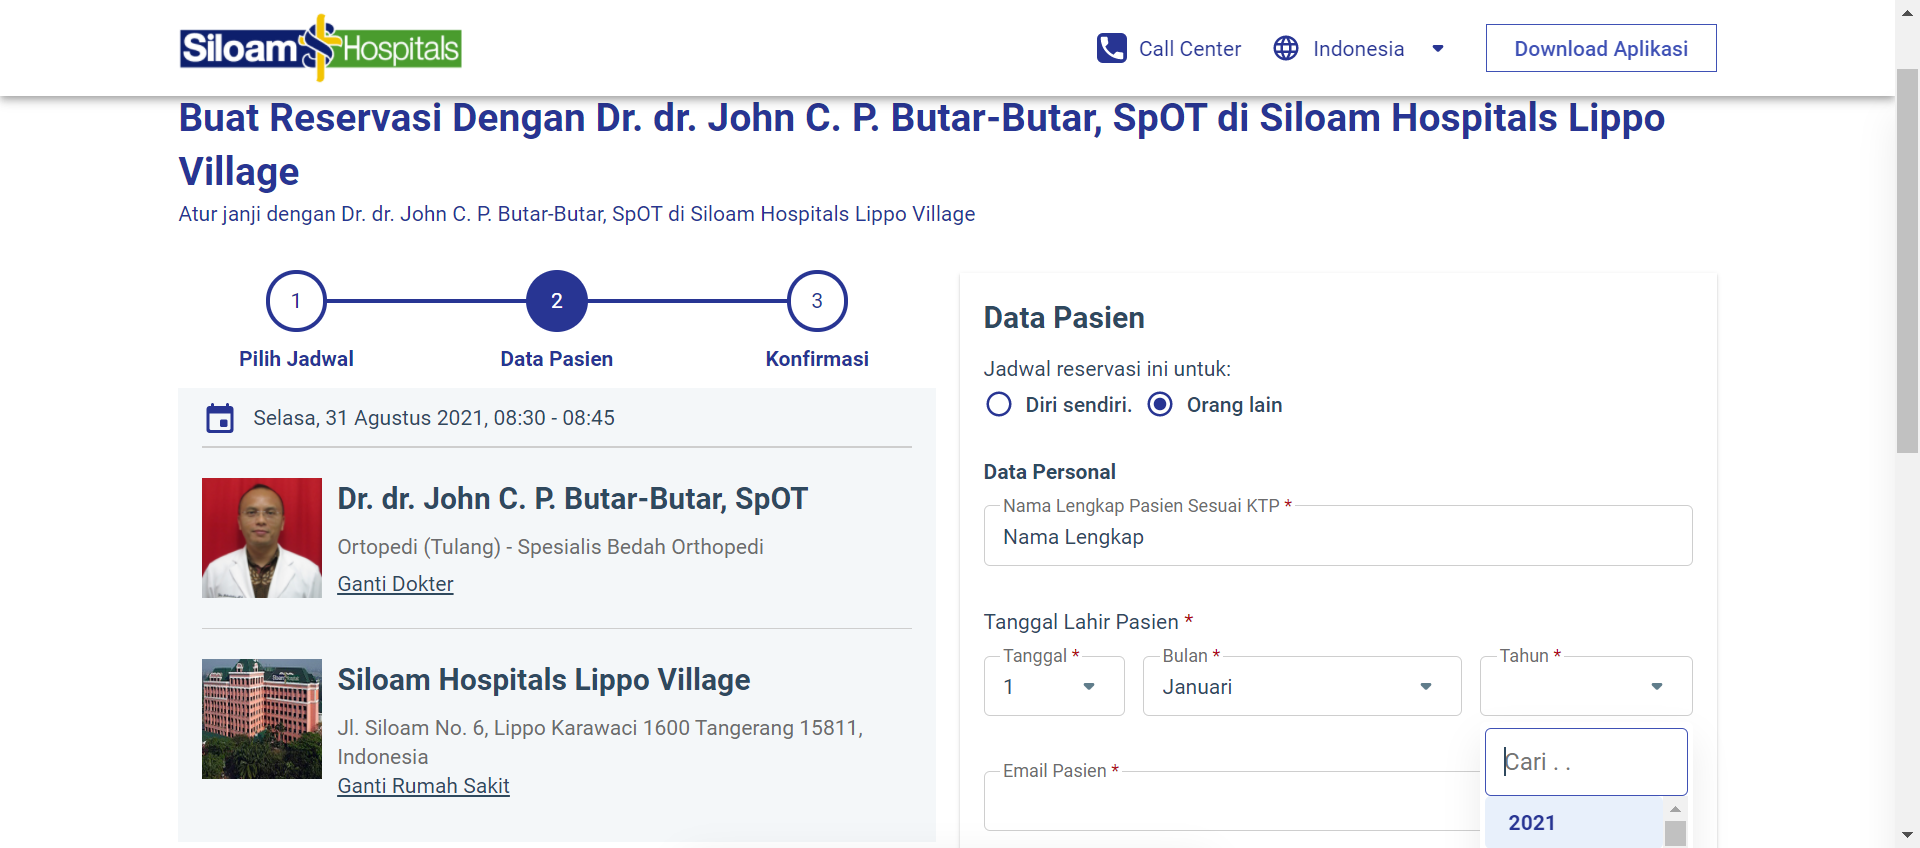 Siloam Hospitals
Call Center
Indonesia
Download Aplikasi
Buat Reservasi Dengan Dr. dr. John C. P. Butar-Butar, SpOT di Siloam Hospitals Lippo
Village
Atur janji dengan Dr. dr. John C. P. Butar-Butar, SpOT di Siloam Hospitals Lippo Village
1
2
3
Pilih Jadwal
Data Pasien
Konfirmasi
Selasa, 31 Agustus 2021, 08:30 - 08:45
Dr. dr. John C. P. Butar-Butar, SpOT
Ortopedi (Tulang) - Spesialis Bedah Orthopedi
Ganti Dokter
Siloam Hospitals Lippo Village
Jl. Siloam No. 6, Lippo Karawaci 1600 Tangerang 15811,
Indonesia
Ganti Rumah Sakit
Data Pasien
Jadwal reservasi ini untuk:
Diri sendiri.
Orang lain
Data Personal
Nama Lengkap Pasien Sesuai KTP *
Nama Lengkap
Tanggal Lahir Pasien *
Tanggal *
1
Bulan *
Januari
Tahun *
Cari . .
2021
Email Pasien *